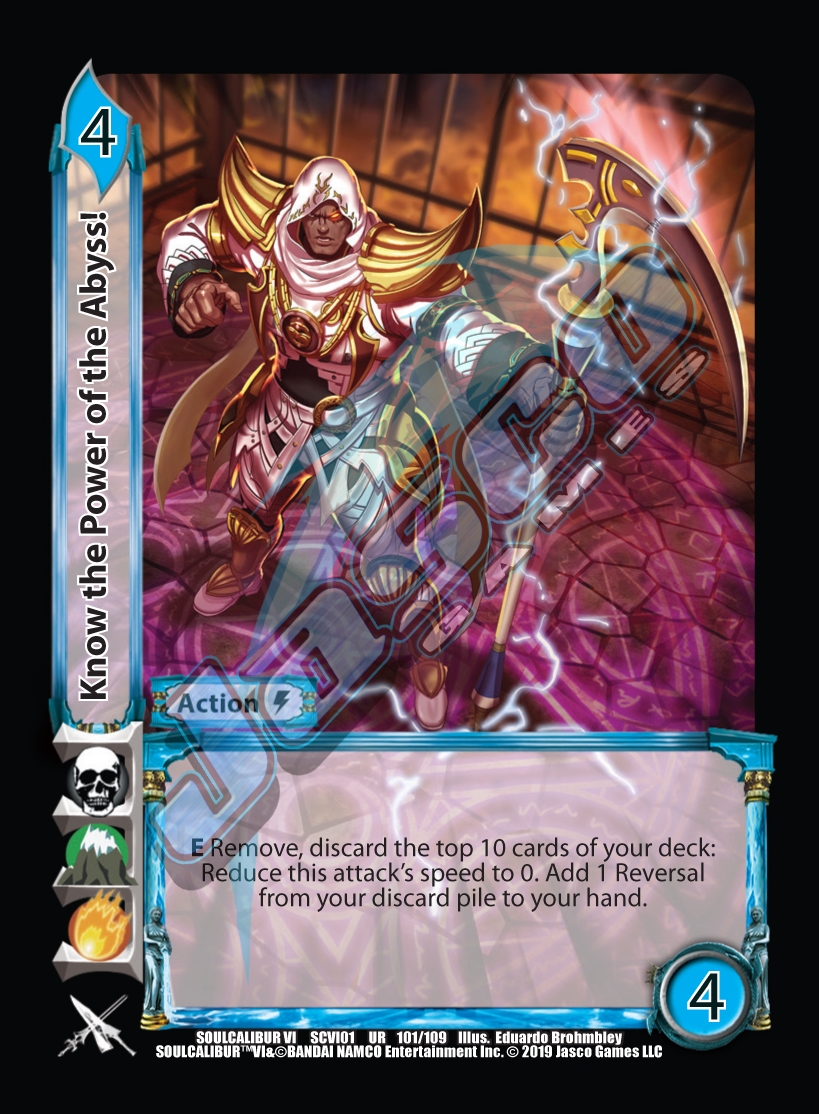 4
Know the Power of the Abyss!
JASCO
GAMES
Action
E Remove, discard the top 10 cards of your deck:
Reduce this attack's speed to 0. Add 1 Reversal
from your discard pile to your hand.
4
SOULCALIBUR VI SCVI01 UR 101/109 Illus. Eduardo Brohmbley
SOULCALIBUR™VI&©BANDAI NAMCO Entertainment Inc. © 2019 Jasco Games LLC